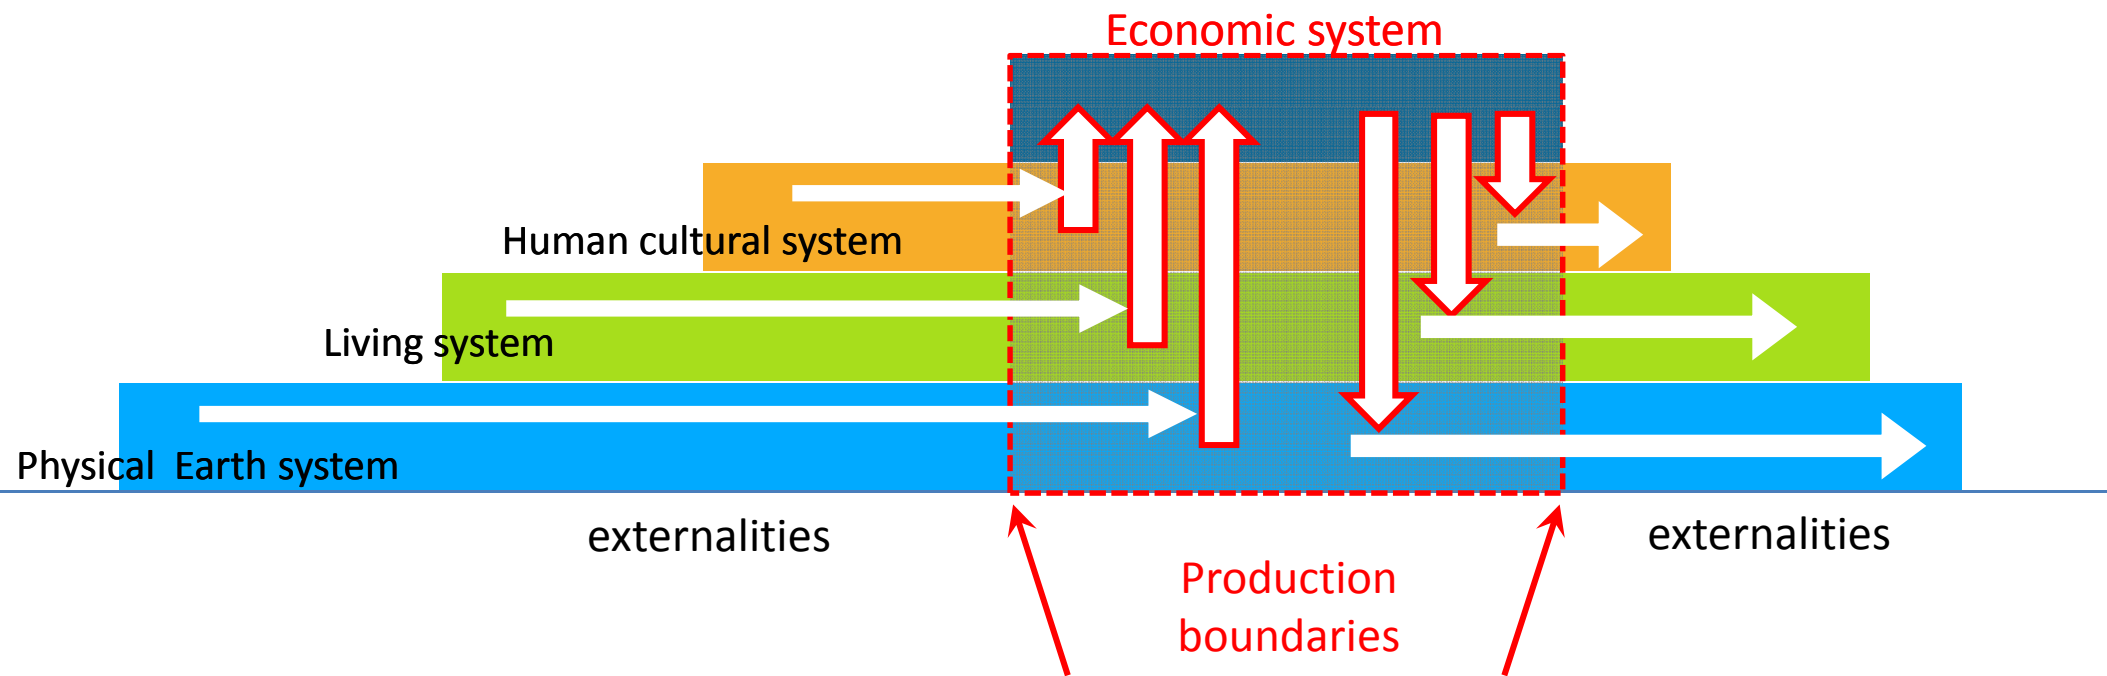 Economic system
Human cultural system
Living system
Physical  Earth system
externalities
externalities
Production
boundaries